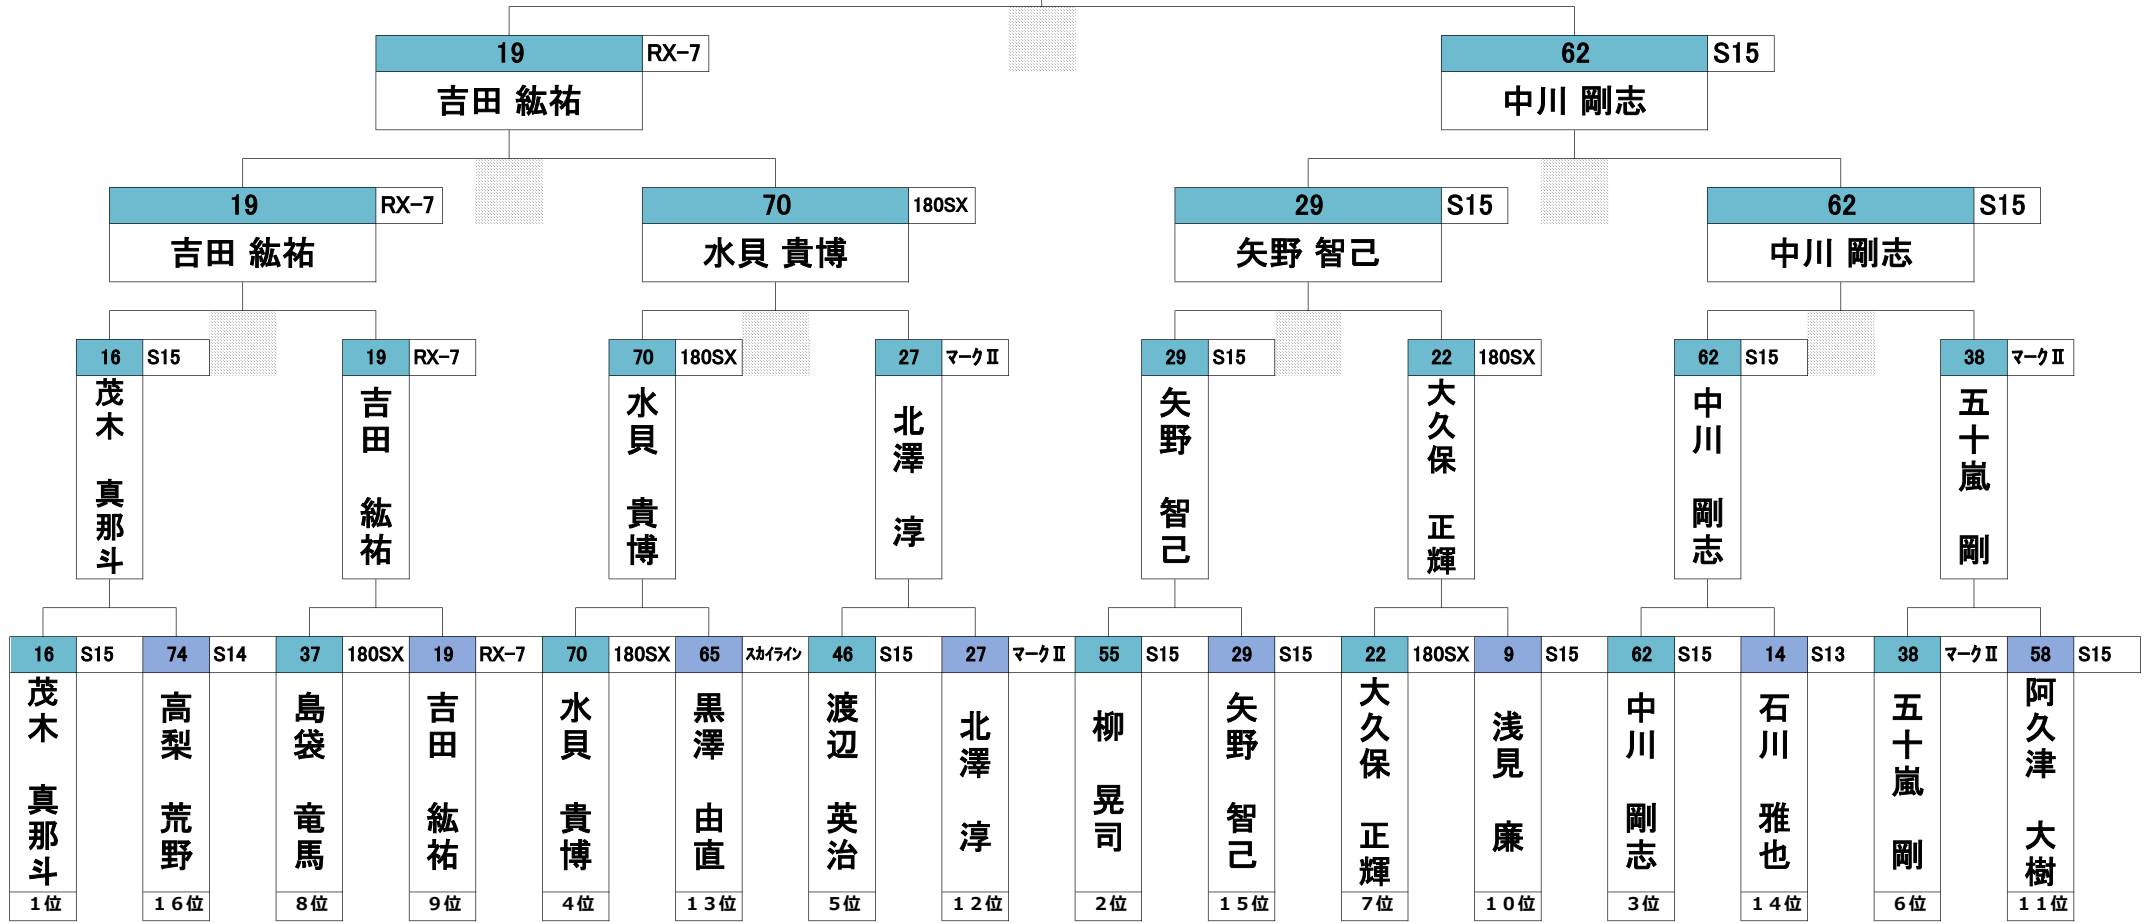 19 RX-7 62 S15
吉田 紘祐 中川 剛志
19 RX-7 70 180SX 29 S15 62 S15
吉田 紘祐 水貝 貴博 矢野 智己 中川 剛志
16 S15 19 RX-7 70 180SX 27 マークⅡ 29 S15 22 180SX 62 S15 38 マークⅡ
茂木 真那斗
吉田 紘祐
水貝 貴博
北澤 淳
矢野 智己
大久保 正輝
中川 剛志
五十嵐 剛
16 S15 74 S14 37 180SX 19 RX-7 70 180SX 65 スカイライン 46 S15 27 マークⅡ 55 S15 29 S15 22 180SX 9 S15 62 S15 14 S13 38 マークⅡ 58 S15
茂木 真那斗
高梨 荒野
島袋 竜馬
吉田 紘祐
水貝 貴博
黒澤 由直
渡辺 英治
北澤 淳
柳 晃司
矢野 智己
大久保 正輝
浅見 廉
中川 剛志
石川 雅也
五十嵐 剛
阿久津 大樹
1位 16位 8位 9位 4位 13位 5位 12位 2位 15位 7位 10位 3位 14位 6位 11位